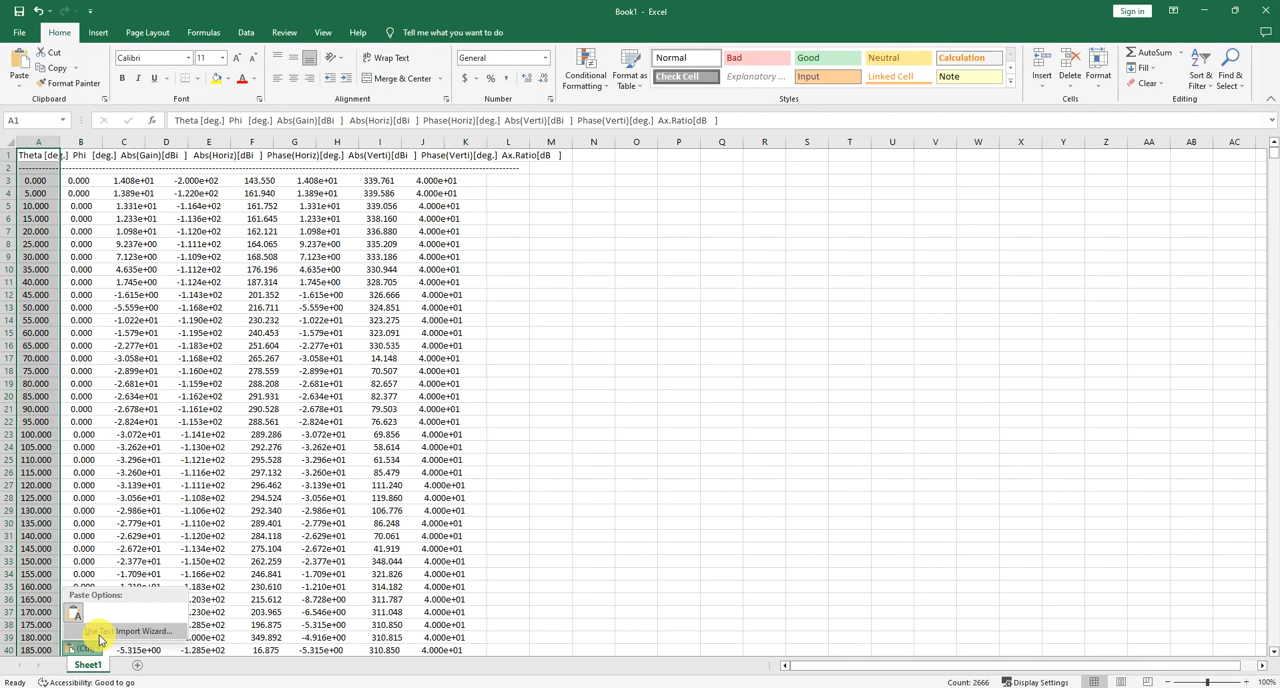 Book1 - Excel
Sign in
File Home Insert Page Layout Formulas Data Review View Help Tell me what you want to do
Paste
Cut
Copy
Format Painter
Clipboard
Calibri 11
B I U
Font
Wrap Text
Merge & Center
Alignment
General
$ % ,
Number
Conditional Formatting
Format as Table
Normal Bad Good Neutral Calculation
Check Cell Explanatory ... Input Linked Cell Note
Styles
Insert Delete Format
Cells
AutoSum
Fill
Clear
Sort & Filter
Find & Select
Editing
A1 fx Theta [deg.] Phi [deg.] Abs(Gain)[dBi ] Abs(Horiz)[dBi ] Phase(Horiz)[deg.] Abs(Verti)[dBi ] Phase(Verti)[deg.] Ax.Ratio[dB ]
A B C D E F G H I J K L M N O P Q R S T U V W X Y Z AA AB AC
1 Theta [deg.] Phi [deg.] Abs(Gain)[dBi ] Abs(Horiz)[dBi ] Phase(Horiz)[deg.] Abs(Verti)[dBi ] Phase(Verti)[deg.] Ax.Ratio[dB ]
2 ------------------------------------------------------------
3 0.000 0.000 1.408e+01 -2.000e+02 143.550 1.408e+01 339.761 4.000e+01
4 5.000 0.000 1.389e+01 -1.220e+02 161.940 1.389e+01 339.586 4.000e+01
5 10.000 0.000 1.331e+01 -1.164e+02 161.752 1.331e+01 339.056 4.000e+01
6 15.000 0.000 1.233e+01 -1.136e+02 161.645 1.233e+01 338.160 4.000e+01
7 20.000 0.000 1.098e+01 -1.120e+02 162.121 1.098e+01 336.880 4.000e+01
8 25.000 0.000 9.237e+00 -1.111e+02 164.065 9.237e+00 335.209 4.000e+01
9 30.000 0.000 7.123e+00 -1.109e+02 168.508 7.123e+00 333.186 4.000e+01
10 35.000 0.000 4.635e+00 -1.112e+02 176.196 4.635e+00 330.944 4.000e+01
11 40.000 0.000 1.745e+00 -1.124e+02 187.314 1.745e+00 328.705 4.000e+01
12 45.000 0.000 -1.615e+00 -1.143e+02 201.352 -1.615e+00 326.666 4.000e+01
13 50.000 0.000 -5.559e+00 -1.168e+02 216.711 -5.559e+00 324.851 4.000e+01
14 55.000 0.000 -1.022e+01 -1.190e+02 230.232 -1.022e+01 323.275 4.000e+01
15 60.000 0.000 -1.579e+01 -1.195e+02 240.453 -1.579e+01 323.091 4.000e+01
16 65.000 0.000 -2.277e+01 -1.183e+02 251.604 -2.277e+01 330.535 4.000e+01
17 70.000 0.000 -3.058e+01 -1.168e+02 265.267 -3.058e+01 14.148 4.000e+01
18 75.000 0.000 -2.899e+01 -1.160e+02 278.559 -2.899e+01 70.507 4.000e+01
19 80.000 0.000 -2.681e+01 -1.159e+02 288.208 -2.681e+01 82.657 4.000e+01
20 85.000 0.000 -2.634e+01 -1.162e+02 291.931 -2.634e+01 82.377 4.000e+01
21 90.000 0.000 -2.678e+01 -1.161e+02 290.528 -2.678e+01 79.503 4.000e+01
22 95.000 0.000 -2.824e+01 -1.153e+02 288.561 -2.824e+01 76.623 4.000e+01
23 100.000 0.000 -3.072e+01 -1.141e+02 289.286 -3.072e+01 69.856 4.000e+01
24 105.000 0.000 -3.262e+01 -1.130e+02 292.276 -3.262e+01 58.614 4.000e+01
25 110.000 0.000 -3.296e+01 -1.121e+02 295.528 -3.296e+01 61.534 4.000e+01
26 115.000 0.000 -3.260e+01 -1.116e+02 297.132 -3.260e+01 85.479 4.000e+01
27 120.000 0.000 -3.139e+01 -1.111e+02 296.462 -3.139e+01 111.240 4.000e+01
28 125.000 0.000 -3.056e+01 -1.108e+02 294.524 -3.056e+01 119.860 4.000e+01
29 130.000 0.000 -2.986e+01 -1.106e+02 292.340 -2.986e+01 106.776 4.000e+01
30 135.000 0.000 -2.779e+01 -1.110e+02 289.401 -2.779e+01 86.248 4.000e+01
31 140.000 0.000 -2.629e+01 -1.120e+02 284.118 -2.629e+01 70.061 4.000e+01
32 145.000 0.000 -2.672e+01 -1.134e+02 275.104 -2.672e+01 41.919 4.000e+01
33 150.000 0.000 -2.377e+01 -1.150e+02 262.259 -2.377e+01 348.044 4.000e+01
34 155.000 0.000 -1.709e+01 -1.166e+02 246.841 -1.709e+01 321.826 4.000e+01
35 160.000 0.000 -1.210e+01 -1.183e+02 230.610 -1.210e+01 314.182 4.000e+01
36 165.000 .203e+02 215.612 -8.728e+00 311.787 4.000e+01
37 170.000 .230e+02 203.965 -6.546e+00 311.048 4.000e+01
38 175.000 .285e+02 196.875 -5.315e+00 310.850 4.000e+01
39 180.000 .000e+02 349.892 -4.916e+00 310.815 4.000e+01
40 185.000 -5.315e+00 -1.285e+02 16.875 -5.315e+00 310.850 4.000e+01
Paste Options:
Use Text Import Wizard...
(Ct
Sheet1
Ready Accessibility: Good to go Count: 2666 Display Settings 100%